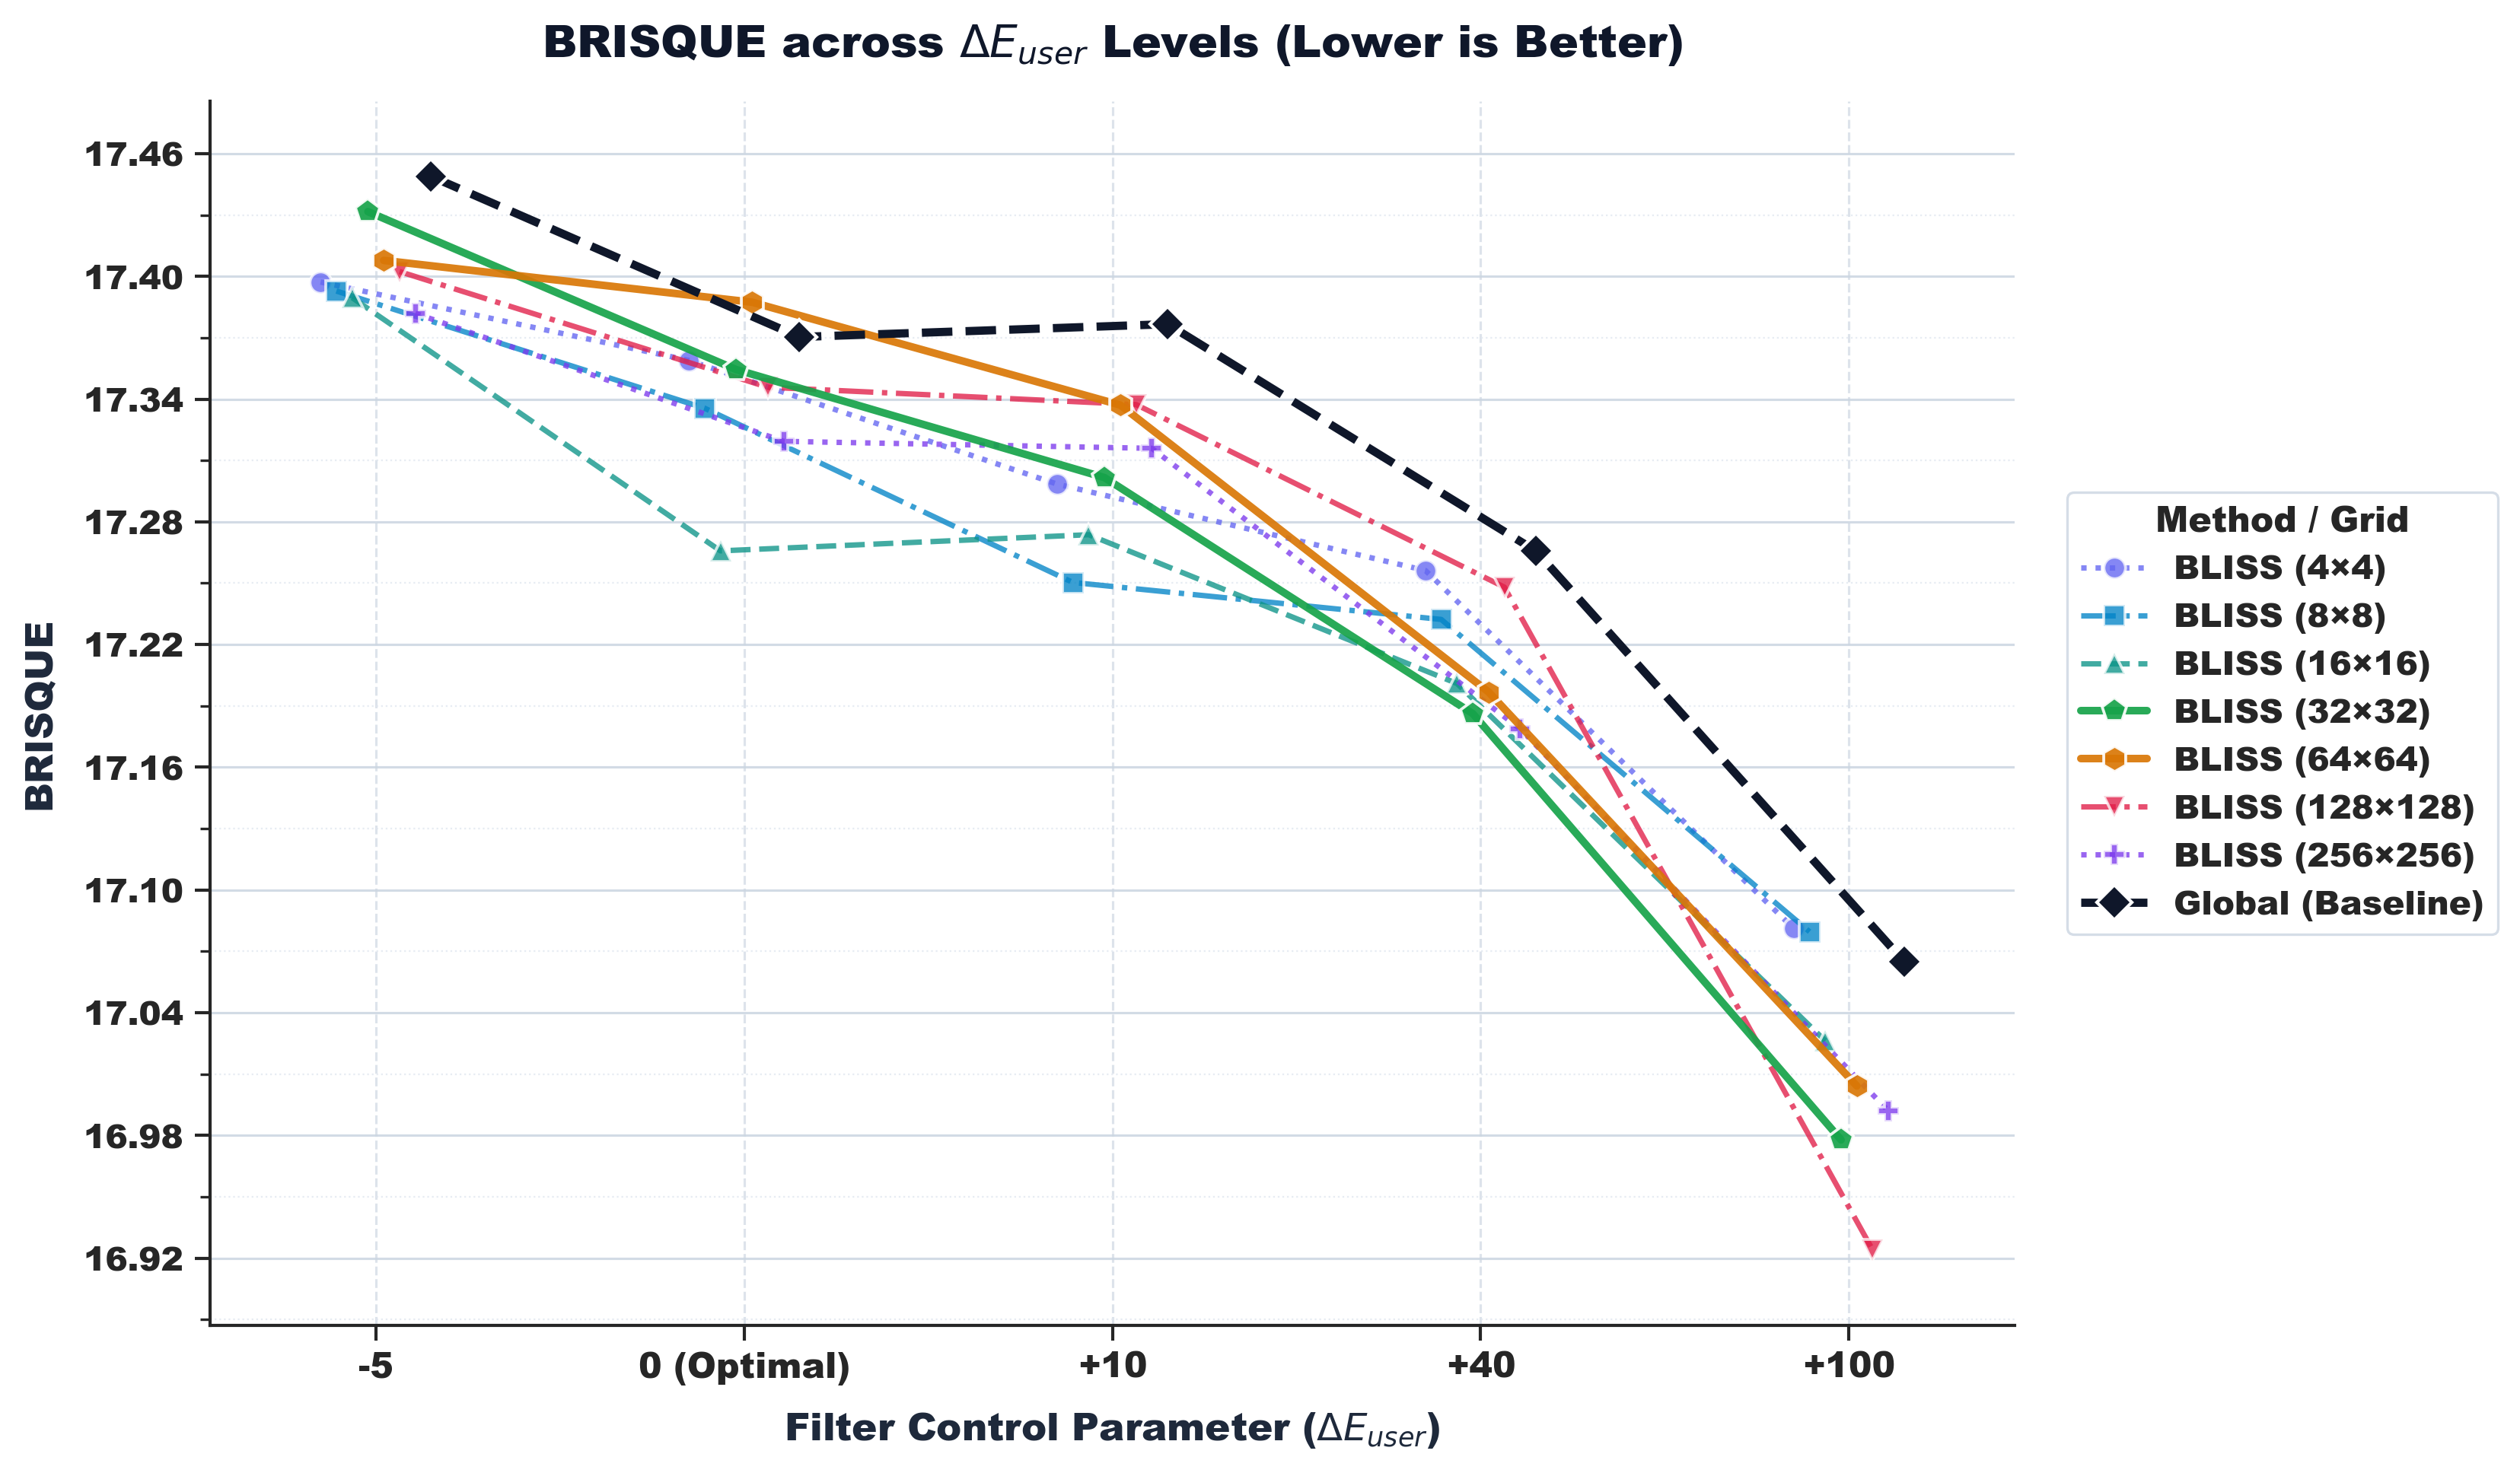 BRISQUE across ΔE_user Levels (Lower is Better)
BRISQUE
17.46
17.40
17.34
17.28
17.22
17.16
17.10
17.04
16.98
16.92
-5
0 (Optimal)
+10
+40
+100
Filter Control Parameter (ΔE_user)
Method / Grid
BLISS (4×4)
BLISS (8×8)
BLISS (16×16)
BLISS (32×32)
BLISS (64×64)
BLISS (128×128)
BLISS (256×256)
Global (Baseline)